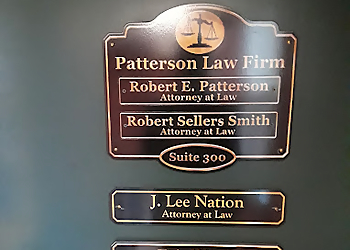 Patterson Law Firm
Robert E. Patterson
Attorney at Law
Robert Sellers Smith
Attorney at Law
Suite 300
J. Lee Nation
Attorney at Law